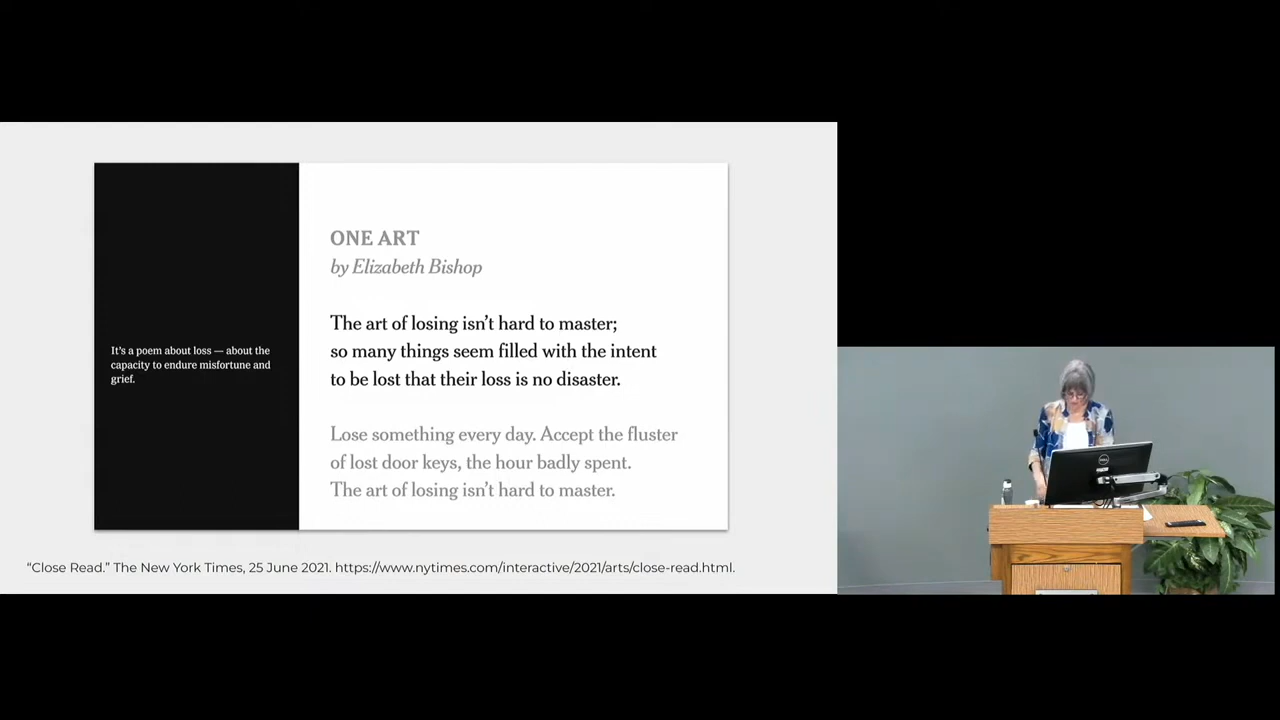 ONE ART
by Elizabeth Bishop
The art of losing isn't hard to master;
so many things seem filled with the intent
to be lost that their loss is no disaster.
Lose something every day. Accept the fluster
of lost door keys, the hour badly spent.
The art of losing isn't hard to master.
It's a poem about loss — about the
capacity to endure misfortune and
grief.
“Close Read.” The New York Times, 25 June 2021. https://www.nytimes.com/interactive/2021/arts/close-read.html.
DELL